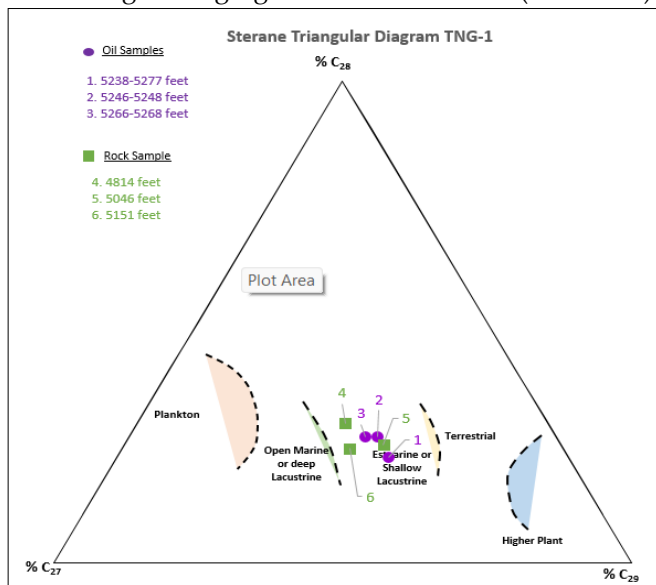 Sterane Triangular Diagram TNG-1
Oil Samples
1. 5238-5277 feet
2. 5246-5248 feet
3. 5266-5268 feet
Rock Sample
4. 4814 feet
5. 5046 feet
6. 5151 feet
% C28
Plot Area
Plankton
Open Marine
or deep
Lacustrine
4
3
2
5
1
6
Estuarine or
Shallow
Lacustrine
Terrestrial
Higher Plant
% C27
% C29